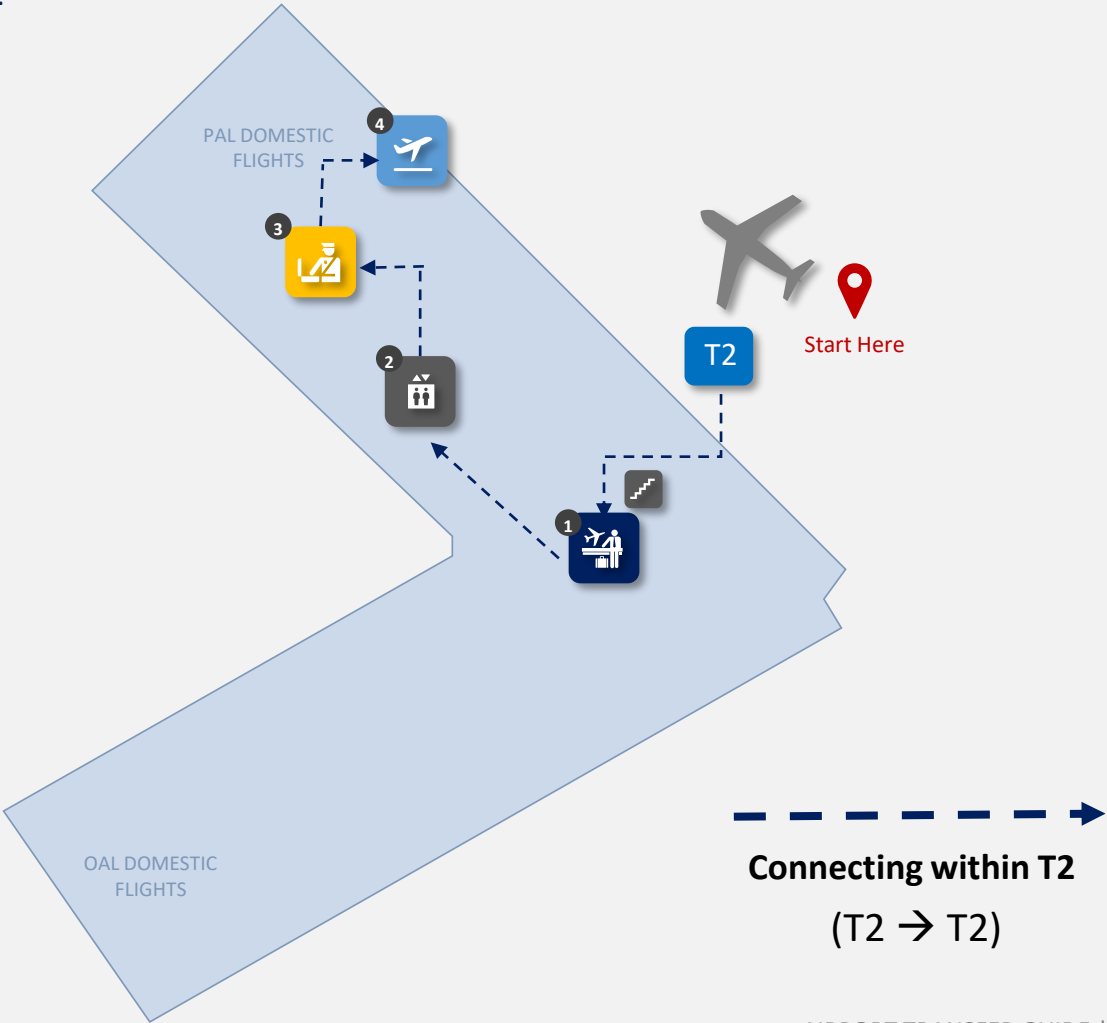 PAL DOMESTIC
FLIGHTS
4
3
2
T2
Start Here
1
OAL DOMESTIC
FLIGHTS
Connecting within T2
(T2 → T2)